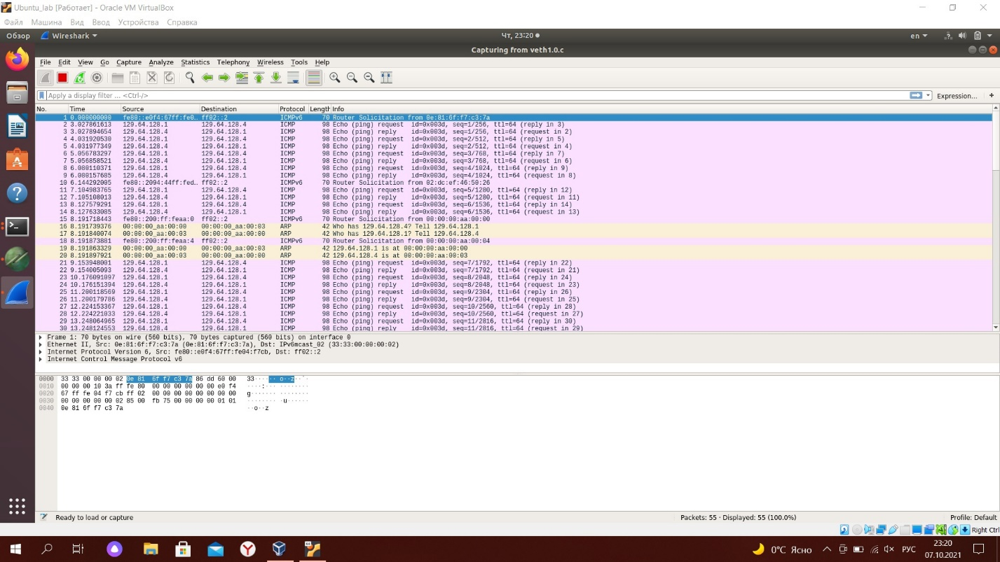 Ubuntu_lab [Работает] - Oracle VM VirtualBox
Файл Машина Вид Ввод Устройства Справка
Обзор Wireshark Чт, 23:20 en
Capturing from veth1.0.c
File Edit View Go Capture Analyze Statistics Telephony Wireless Tools Help
Apply a display filter ... <Ctrl-/> Expression... +
No. Time Source Destination Protocol Length Info
1 0.000000000 fe80::e0f4:67ff:fe0… ff02::2 ICMPv6 70 Router Solicitation from 0e:81:6f:f7:c3:7a
2 3.027861613 129.64.128.1 129.64.128.4 ICMP 98 Echo (ping) request id=0x003d, seq=1/256, ttl=64 (reply in 3)
3 3.027894654 129.64.128.4 129.64.128.1 ICMP 98 Echo (ping) reply id=0x003d, seq=1/256, ttl=64 (request in 2)
4 4.031920530 129.64.128.1 129.64.128.4 ICMP 98 Echo (ping) request id=0x003d, seq=2/512, ttl=64 (reply in 5)
5 4.031977349 129.64.128.4 129.64.128.1 ICMP 98 Echo (ping) reply id=0x003d, seq=2/512, ttl=64 (request in 4)
6 5.056783297 129.64.128.1 129.64.128.4 ICMP 98 Echo (ping) request id=0x003d, seq=3/768, ttl=64 (reply in 7)
7 5.056858521 129.64.128.4 129.64.128.1 ICMP 98 Echo (ping) reply id=0x003d, seq=3/768, ttl=64 (request in 6)
8 6.080110371 129.64.128.1 129.64.128.4 ICMP 98 Echo (ping) request id=0x003d, seq=4/1024, ttl=64 (reply in 9)
9 6.080157685 129.64.128.4 129.64.128.1 ICMP 98 Echo (ping) reply id=0x003d, seq=4/1024, ttl=64 (request in 8)
10 6.144292005 fe80::2094:44ff:fed… ff02::2 ICMPv6 70 Router Solicitation from 02:dc:ef:46:50:26
11 7.104983765 129.64.128.1 129.64.128.4 ICMP 98 Echo (ping) request id=0x003d, seq=5/1280, ttl=64 (reply in 12)
12 7.105108013 129.64.128.4 129.64.128.1 ICMP 98 Echo (ping) reply id=0x003d, seq=5/1280, ttl=64 (request in 11)
13 8.127579291 129.64.128.1 129.64.128.4 ICMP 98 Echo (ping) request id=0x003d, seq=6/1536, ttl=64 (reply in 14)
14 8.127633085 129.64.128.4 129.64.128.1 ICMP 98 Echo (ping) reply id=0x003d, seq=6/1536, ttl=64 (request in 13)
15 8.191718443 fe80::200:ff:feaa:0 ff02::2 ICMPv6 70 Router Solicitation from 00:00:00:aa:00:00
16 8.191739376 00:00:00_aa:00:00 00:00:00_aa:00:03 ARP 42 Who has 129.64.128.4? Tell 129.64.128.1
17 8.191840074 00:00:00_aa:00:03 00:00:00_aa:00:00 ARP 42 Who has 129.64.128.1? Tell 129.64.128.4
18 8.191873881 fe80::200:ff:feaa:4 ff02::2 ICMPv6 70 Router Solicitation from 00:00:00:aa:00:04
19 8.191863329 00:00:00_aa:00:00 00:00:00_aa:00:03 ARP 42 129.64.128.1 is at 00:00:00:aa:00:00
20 8.191897921 00:00:00_aa:00:03 00:00:00_aa:00:00 ARP 42 129.64.128.4 is at 00:00:00:aa:00:03
21 9.153948001 129.64.128.1 129.64.128.4 ICMP 98 Echo (ping) request id=0x003d, seq=7/1792, ttl=64 (reply in 22)
22 9.154005093 129.64.128.4 129.64.128.1 ICMP 98 Echo (ping) reply id=0x003d, seq=7/1792, ttl=64 (request in 21)
23 10.176091097 129.64.128.1 129.64.128.4 ICMP 98 Echo (ping) request id=0x003d, seq=8/2048, ttl=64 (reply in 24)
24 10.176151394 129.64.128.4 129.64.128.1 ICMP 98 Echo (ping) reply id=0x003d, seq=8/2048, ttl=64 (request in 23)
25 11.200118569 129.64.128.1 129.64.128.4 ICMP 98 Echo (ping) request id=0x003d, seq=9/2304, ttl=64 (reply in 26)
26 11.200179786 129.64.128.4 129.64.128.1 ICMP 98 Echo (ping) reply id=0x003d, seq=9/2304, ttl=64 (request in 25)
27 12.224153367 129.64.128.1 129.64.128.4 ICMP 98 Echo (ping) request id=0x003d, seq=10/2560, ttl=64 (reply in 28)
28 12.224221033 129.64.128.4 129.64.128.1 ICMP 98 Echo (ping) reply id=0x003d, seq=10/2560, ttl=64 (request in 27)
29 13.248064965 129.64.128.1 129.64.128.4 ICMP 98 Echo (ping) request id=0x003d, seq=11/2816, ttl=64 (reply in 30)
30 13.248124553 129.64.128.4 129.64.128.1 ICMP 98 Echo (ping) reply id=0x003d, seq=11/2816, ttl=64 (request in 29)
Frame 1: 70 bytes on wire (560 bits), 70 bytes captured (560 bits) on interface 0
Ethernet II, Src: 0e:81:6f:f7:c3:7a (0e:81:6f:f7:c3:7a), Dst: IPv6mcast_02 (33:33:00:00:00:02)
Internet Protocol Version 6, Src: fe80::e0f4:67ff:fe04:f7cb, Dst: ff02::2
Internet Control Message Protocol v6
0000 33 33 00 00 00 02 0e 81 6f f7 c3 7a 86 dd 60 00 33···· ·· o··z··`·
0010 00 00 00 10 3a ff fe 80 00 00 00 00 00 00 e0 f4 ····:··· ········
0020 67 ff fe 04 f7 cb ff 02 00 00 00 00 00 00 00 00 g······· ········
0030 00 00 00 00 00 02 85 00 fb 75 00 00 00 00 01 01 ········ ·u······
0040 0e 81 6f f7 c3 7a ··o··z
Ready to load or capture Packets: 55 · Displayed: 55 (100.0%) Profile: Default
Right Ctrl
0°C Ясно РУС 23:20
07.10.2021